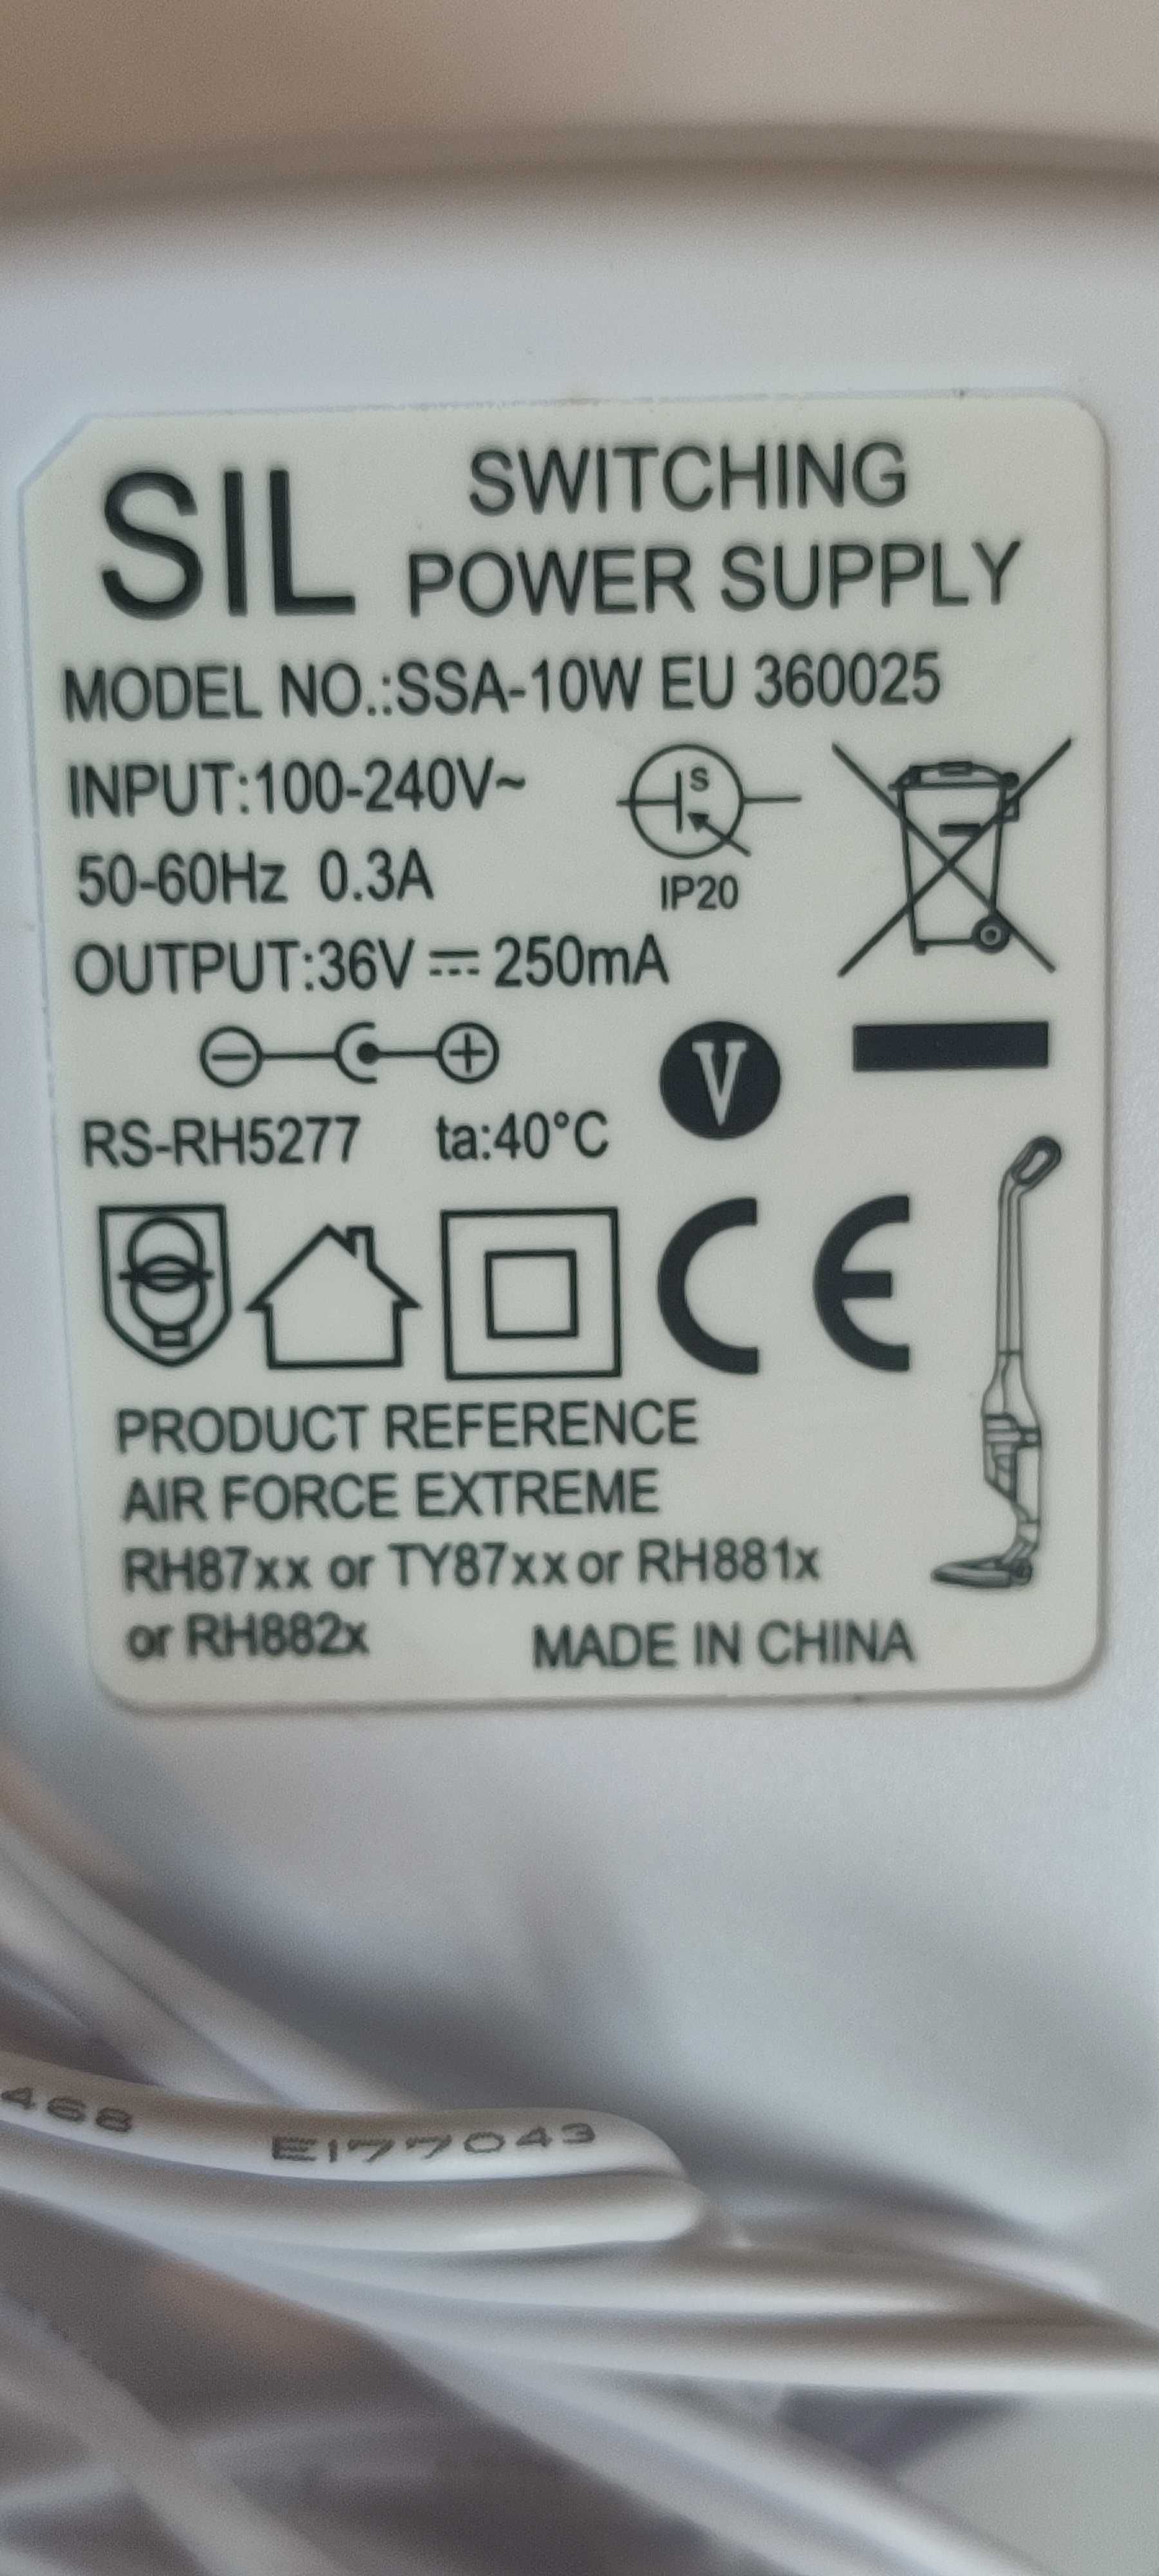 SIL SWITCHING
POWER SUPPLY
MODEL NO.:SSA-10W EU 360025
INPUT:100-240V~
50-60Hz 0.3A
S
IP20
OUTPUT:36V⎓250mA
V
RS-RH5277 ta:40°C
CE
PRODUCT REFERENCE
AIR FORCE EXTREME
RH87xx or TY87xx or RH881x
or RH882x MADE IN CHINA
468 E177043